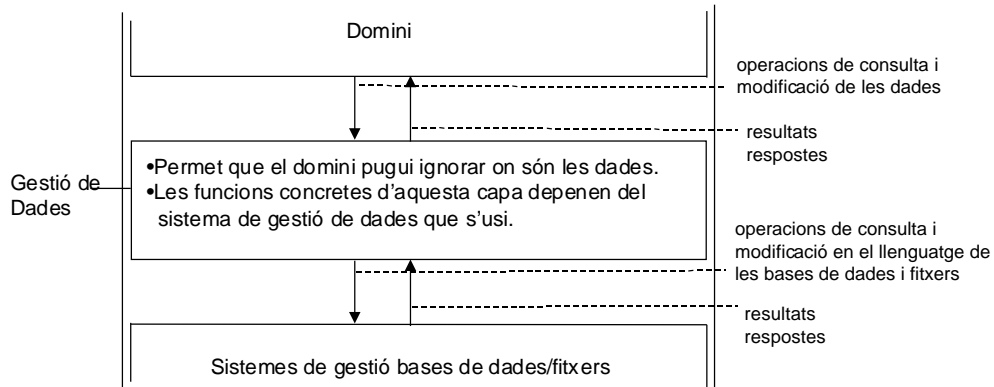 Domini
operacions de consulta i
modificació de les dades
resultats
respostes
Gestió de
Dades
•Permet que el domini pugui ignorar on són les dades.
•Les funcions concretes d'aquesta capa depenen del
sistema de gestió de dades que s'usi.
operacions de consulta i
modificació en el llenguatge de
les bases de dades i fitxers
resultats
respostes
Sistemes de gestió bases de dades/fitxers